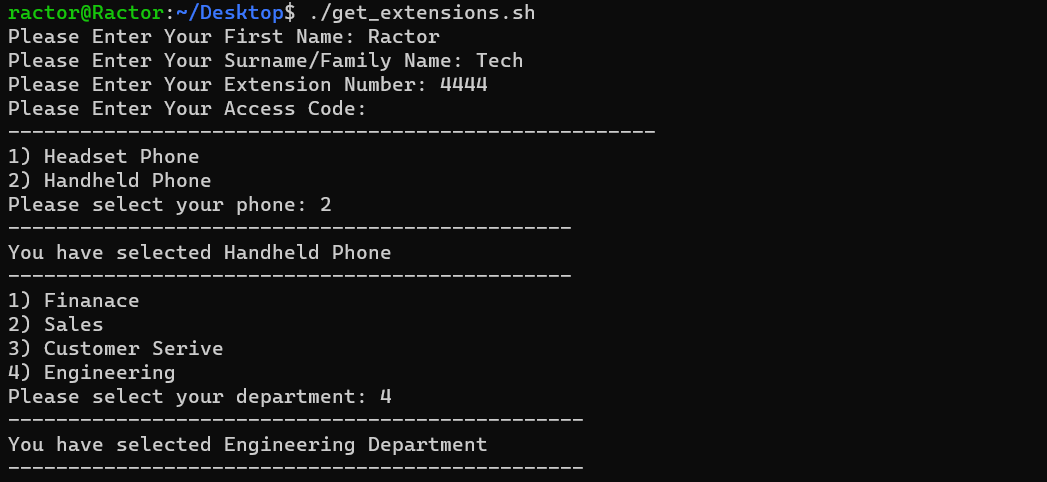 ractor@Ractor:~/Desktop$ ./get_extensions.sh
Please Enter Your First Name: Ractor
Please Enter Your Surname/Family Name: Tech
Please Enter Your Extension Number: 4444
Please Enter Your Access Code:
------------------------------------------------------
1) Headset Phone
2) Handheld Phone
Please select your phone: 2
-----------------------------------------------
You have selected Handheld Phone
-----------------------------------------------
1) Finanace
2) Sales
3) Customer Serive
4) Engineering
Please select your department: 4
------------------------------------------------
You have selected Engineering Department
------------------------------------------------